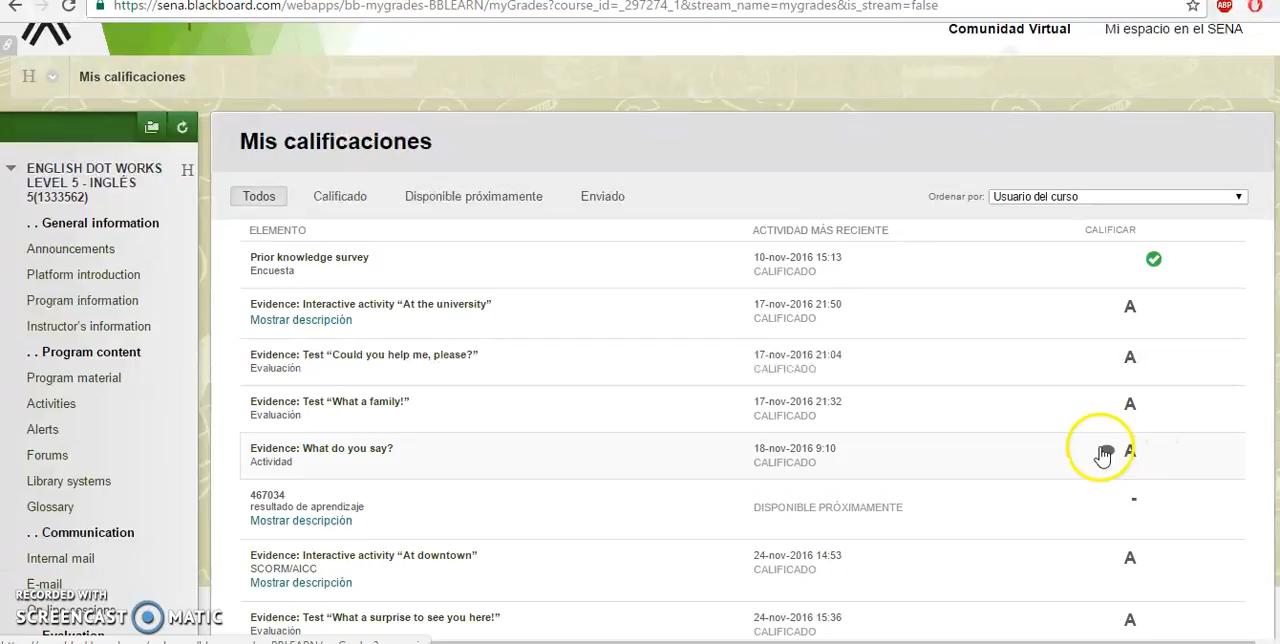 https://sena.blackboard.com/webapps/bb-mygrades-BBLEARN/myGrades?course_id=_297274_1&stream_name=mygrades&is_stream=false
ABP
Comunidad Virtual Mi espacio en el SENA
H Mis calificaciones
ENGLISH DOT WORKS
LEVEL 5 - INGLÉS
5(1333562)
H
. . General information
Announcements
Platform introduction
Program information
Instructor's information
. . Program content
Program material
Activities
Alerts
Forums
Library systems
Glossary
. . Communication
Internal mail
E-mail
On-line sessions
Evaluation
RECORDED WITH
SCREENCAST MATIC
Mis calificaciones
Todos Calificado Disponible próximamente Enviado Ordenar por: Usuario del curso
ELEMENTO ACTIVIDAD MÁS RECIENTE CALIFICAR
Prior knowledge survey 10-nov-2016 15:13
Encuesta CALIFICADO
Evidence: Interactive activity “At the university” 17-nov-2016 21:50 A
Mostrar descripción CALIFICADO
Evidence: Test “Could you help me, please?” 17-nov-2016 21:04 A
Evaluación CALIFICADO
Evidence: Test “What a family!” 17-nov-2016 21:32 A
Evaluación CALIFICADO
Evidence: What do you say? 18-nov-2016 9:10 A
Actividad CALIFICADO
467034 -
resultado de aprendizaje DISPONIBLE PRÓXIMAMENTE
Mostrar descripción
Evidence: Interactive activity “At downtown” 24-nov-2016 14:53 A
SCORM/AICC CALIFICADO
Mostrar descripción
Evidence: Test “What a surprise to see you here!” 24-nov-2016 15:36 A
Evaluación CALIFICADO